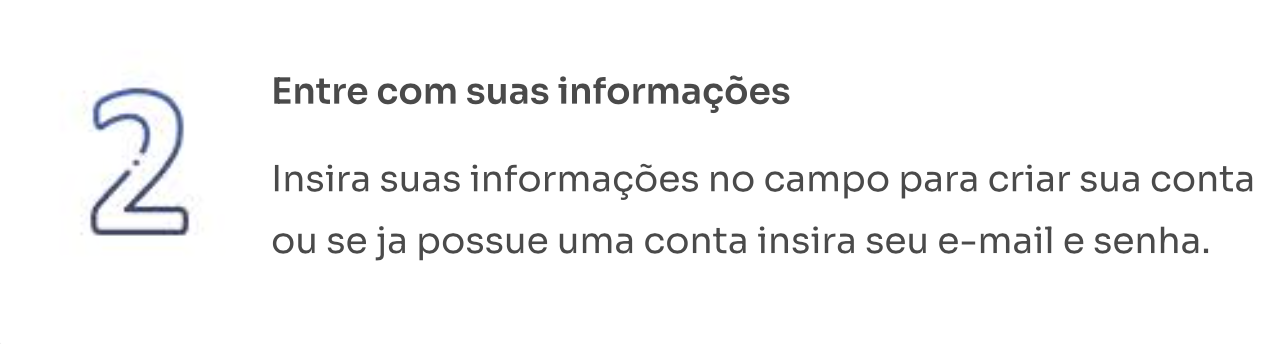 2
Entre com suas informações
Insira suas informações no campo para criar sua conta
ou se ja possue uma conta insira seu e-mail e senha.